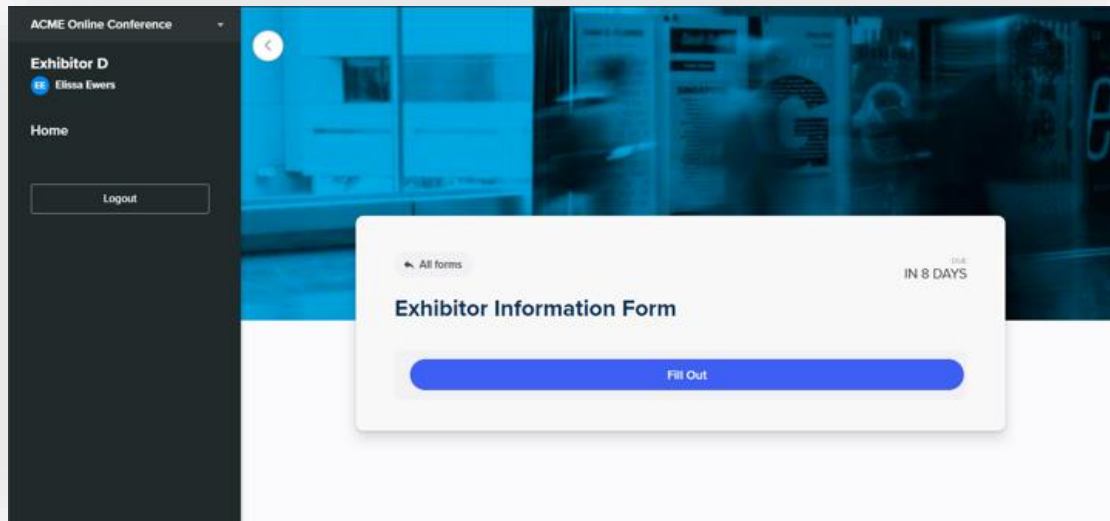 ACME Online Conference
Exhibitor D
EE Elissa Ewers
Home
Logout
All forms
DUE
IN 8 DAYS
Exhibitor Information Form
Fill Out